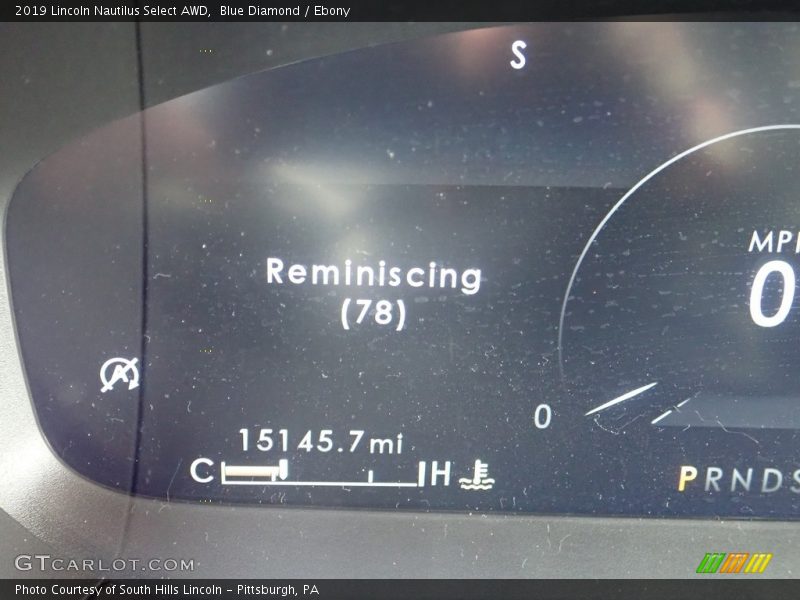 2019 Lincoln Nautilus Select AWD,  Blue Diamond / Ebony
S
Reminiscing
(78)
MPH
0
A
0
15145.7mi
C H
PRNDS
GTCARLOT.COM
Photo Courtesy of South Hills Lincoln – Pittsburgh, PA